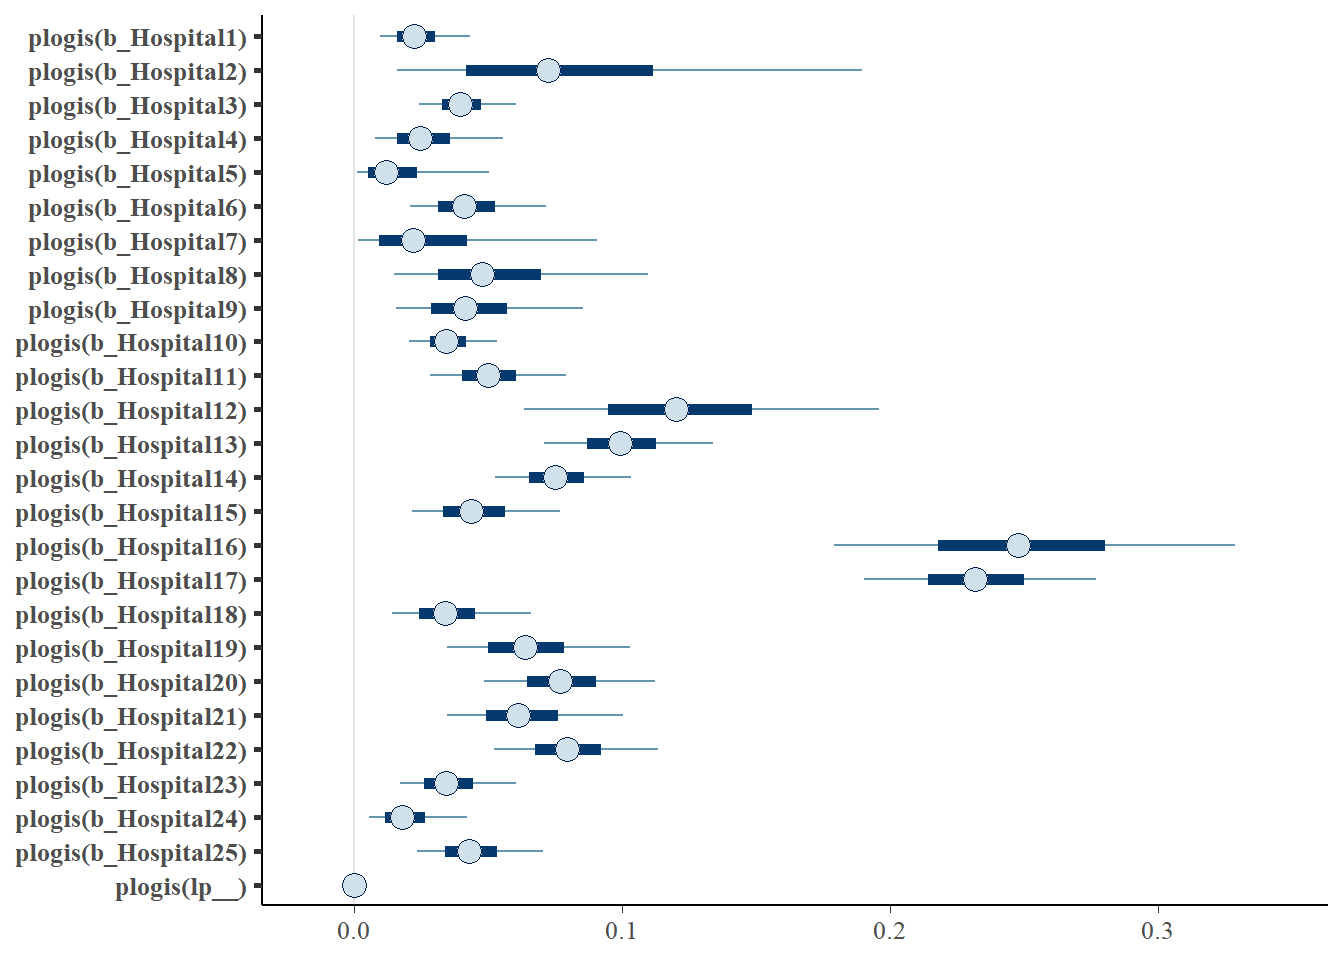 plogis(b_Hospital1)
plogis(b_Hospital2)
plogis(b_Hospital3)
plogis(b_Hospital4)
plogis(b_Hospital5)
plogis(b_Hospital6)
plogis(b_Hospital7)
plogis(b_Hospital8)
plogis(b_Hospital9)
plogis(b_Hospital10)
plogis(b_Hospital11)
plogis(b_Hospital12)
plogis(b_Hospital13)
plogis(b_Hospital14)
plogis(b_Hospital15)
plogis(b_Hospital16)
plogis(b_Hospital17)
plogis(b_Hospital18)
plogis(b_Hospital19)
plogis(b_Hospital20)
plogis(b_Hospital21)
plogis(b_Hospital22)
plogis(b_Hospital23)
plogis(b_Hospital24)
plogis(b_Hospital25)
plogis(lp__)
0.0 0.1 0.2 0.3